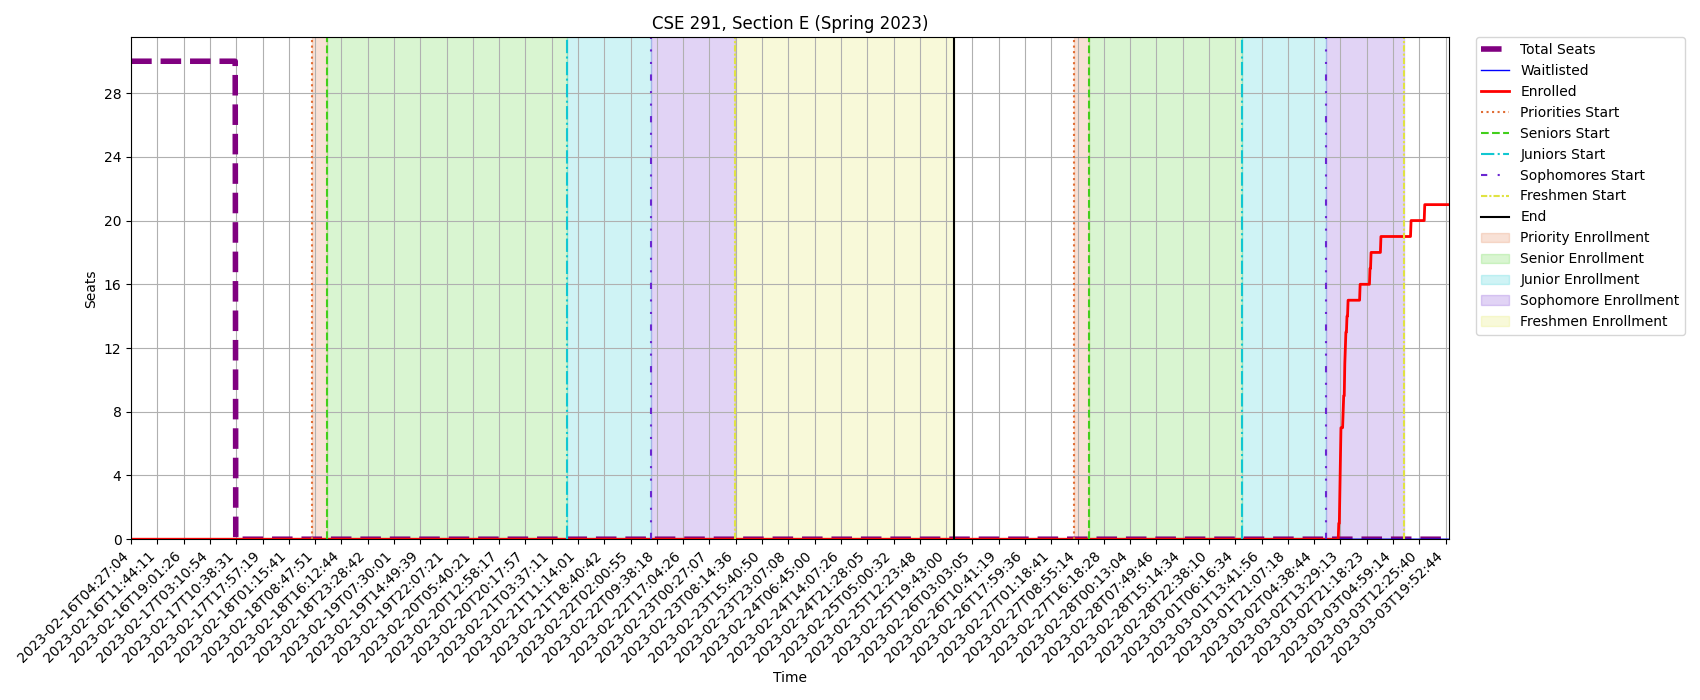 CSE 291, Section E (Spring 2023)
Seats
28
24
20
16
12
8
4
0
2023-02-16T04:27:04
2023-02-16T11:44:11
2023-02-16T19:01:26
2023-02-17T03:10:54
2023-02-17T10:38:31
2023-02-17T17:57:19
2023-02-18T01:15:41
2023-02-18T08:47:51
2023-02-18T16:12:44
2023-02-18T23:28:42
2023-02-19T07:30:01
2023-02-19T14:49:39
2023-02-19T22:07:21
2023-02-20T05:40:21
2023-02-20T12:58:17
2023-02-20T20:17:57
2023-02-21T03:37:11
2023-02-21T11:14:01
2023-02-21T18:40:42
2023-02-22T02:00:55
2023-02-22T09:38:18
2023-02-22T17:04:26
2023-02-23T00:27:07
2023-02-23T08:14:36
2023-02-23T15:40:50
2023-02-23T23:07:08
2023-02-24T06:45:00
2023-02-24T14:07:26
2023-02-24T21:28:05
2023-02-25T05:00:32
2023-02-25T12:23:48
2023-02-25T19:43:00
2023-02-26T03:03:05
2023-02-26T10:41:19
2023-02-26T17:59:36
2023-02-27T01:18:41
2023-02-27T08:55:14
2023-02-27T16:18:28
2023-02-28T00:13:04
2023-02-28T07:49:46
2023-02-28T15:14:34
2023-02-28T22:38:10
2023-03-01T06:16:34
2023-03-01T13:41:56
2023-03-01T21:07:18
2023-03-02T04:38:44
2023-03-02T13:29:13
2023-03-02T21:18:23
2023-03-03T04:59:14
2023-03-03T12:25:40
2023-03-03T19:52:44
Time
Total Seats
Waitlisted
Enrolled
Priorities Start
Seniors Start
Juniors Start
Sophomores Start
Freshmen Start
End
Priority Enrollment
Senior Enrollment
Junior Enrollment
Sophomore Enrollment
Freshmen Enrollment